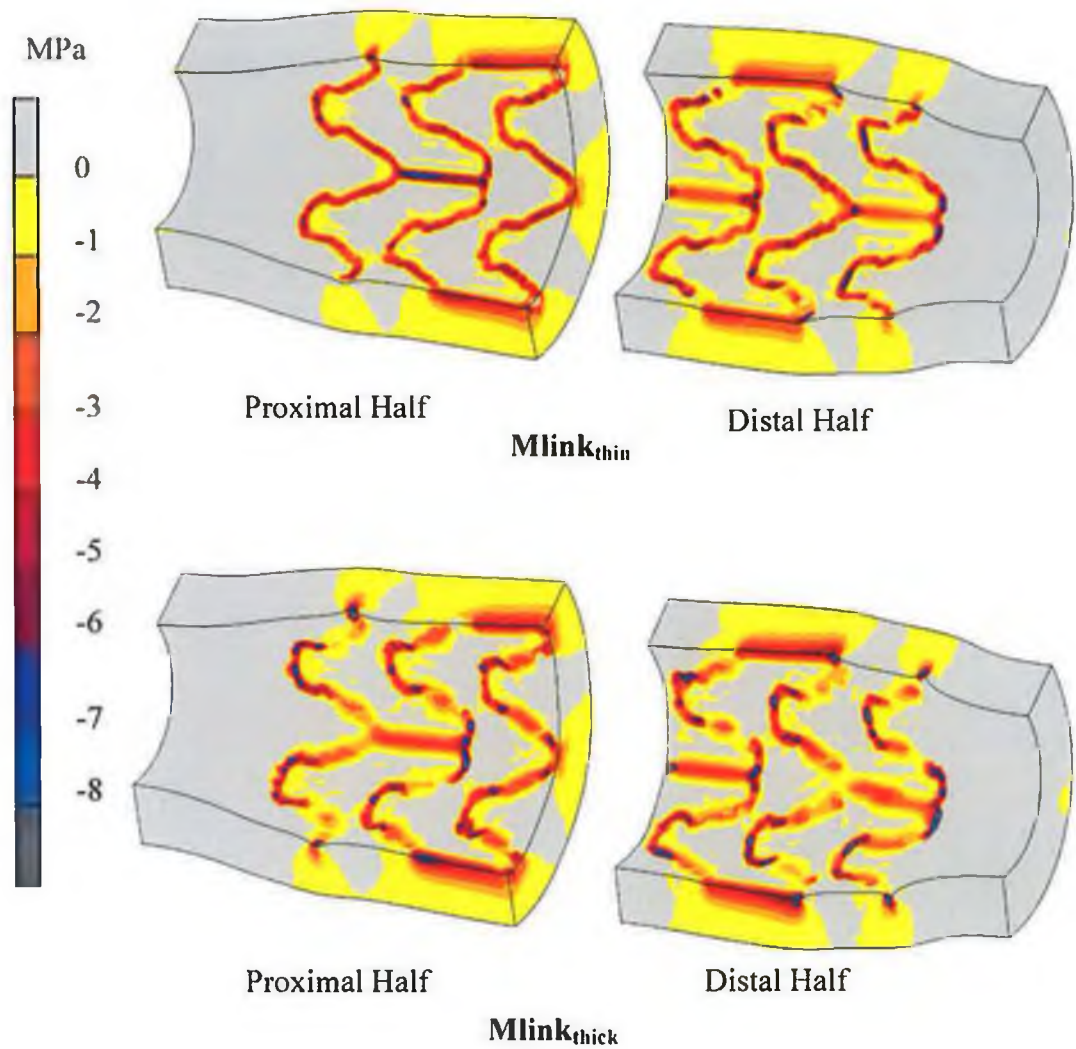 MPa
0
-1
-2
-3
-4
-5
-6
-7
-8
Proximal Half
Distal Half
Mlinkthin
Proximal Half
Distal Half
Mlinkthick